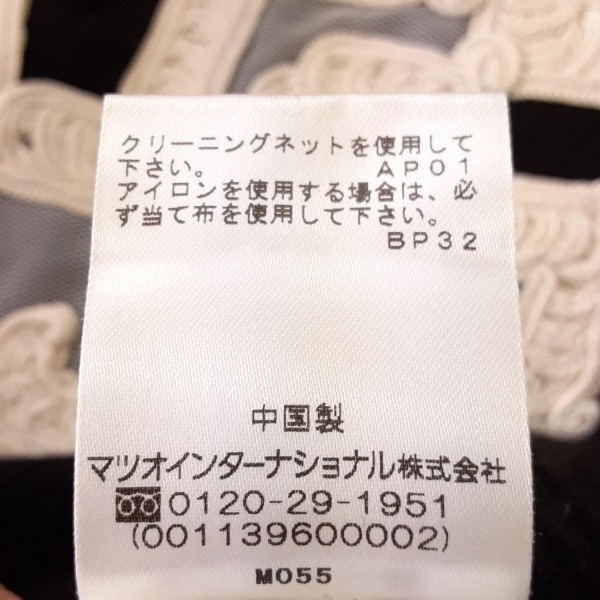 クリーニングネットを使用して
下さい。 AP01
アイロンを使用する場合は、必
ず当て布を使用して下さい。
BP32
中国製
マツオインターナショナル株式会社
0120-29-1951
(001139600002)
M055